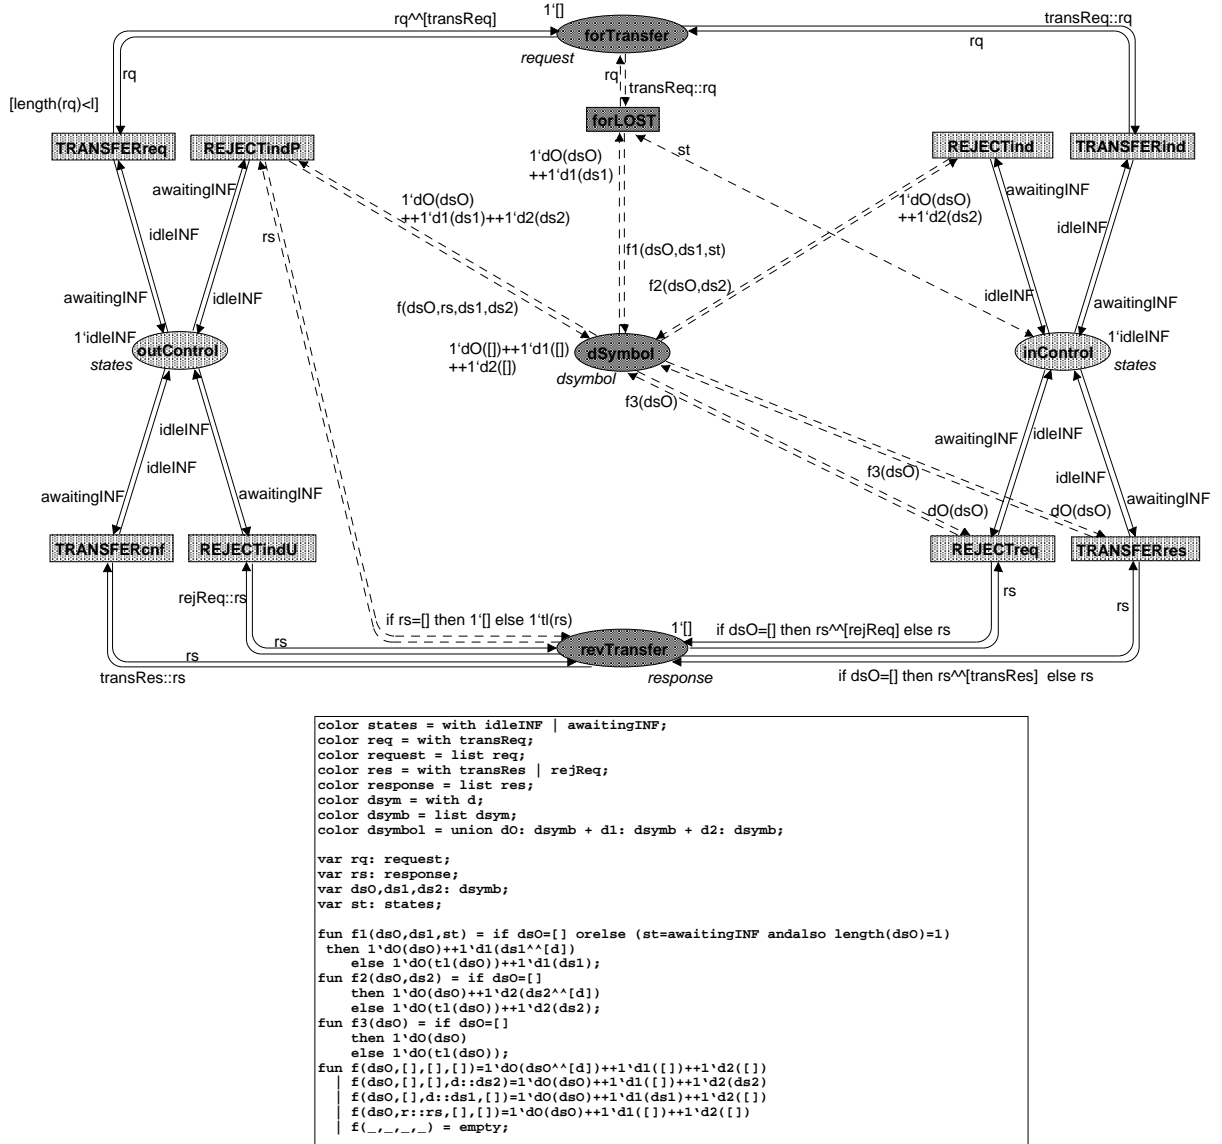 1‘[]
rq^^[transReq]
transReq::rq
forTransfer
rq
request
rq
rq
transReq::rq
[length(rq)<l]
forLOST
TRANSFERreq
REJECTindP
REJECTind
TRANSFERind
st
1‘dO(dsO)
++1‘d1(ds1)
awaitingINF
awaitingINF
1‘dO(dsO)
++1‘d1(ds1)++1‘d2(ds2)
1‘dO(dsO)
++1‘d2(ds2)
idleINF
rs
idleINF
f1(dsO,ds1,st)
f2(dsO,ds2)
idleINF
awaitingINF
awaitingINF
idleINF
f(dsO,rs,ds1,ds2)
1‘idleINF
1‘idleINF
outControl
1‘dO([])++1‘d1([])
++1‘d2([])
dSymbol
inControl
states
dsymbol
states
f3(dsO)
idleINF
awaitingINF
idleINF
idleINF
f3(dsO)
idleINF
awaitingINF
awaitingINF
awaitingINF
dO(dsO)
dO(dsO)
TRANSFERcnf
REJECTindU
REJECTreq
TRANSFERres
rejReq::rs
rs
rs
if rs=[] then 1‘[] else 1‘tl(rs)
1‘[]
if dsO=[] then rs^^[rejReq] else rs
rs
revTransfer
rs
transRes::rs
response
if dsO=[] then rs^^[transRes] else rs
color states = with idleINF | awaitingINF;
color req = with transReq;
color request = list req;
color res = with transRes | rejReq;
color response = list res;
color dsym = with d;
color dsymb = list dsym;
color dsymbol = union dO: dsymb + d1: dsymb + d2: dsymb;
var rq: request;
var rs: response;
var dsO,ds1,ds2: dsymb;
var st: states;
fun f1(dsO,ds1,st) = if dsO=[] orelse (st=awaitingINF andalso length(dsO)=1)
then 1‘dO(dsO)++1‘d1(ds1^^[d])
else 1‘dO(tl(dsO))++1‘d1(ds1);
fun f2(dsO,ds2) = if dsO=[]
then 1‘dO(dsO)++1‘d2(ds2^^[d])
else 1‘dO(tl(dsO))++1‘d2(ds2);
fun f3(dsO) = if dsO=[]
then 1‘dO(dsO)
else 1‘dO(tl(dsO));
fun f(dsO,[],[],[])=1‘dO(dsO^^[d])++1‘d1([])++1‘d2([])
| f(dsO,[],[],d::ds2)=1‘dO(dsO)++1‘d1([])++1‘d2(ds2)
| f(dsO,[],d::ds1,[])=1‘dO(dsO)++1‘d1(ds1)++1‘d2([])
| f(dsO,r::rs,[],[])=1‘dO(dsO)++1‘d1([])++1‘d2([])
| f(_,_,_,_) = empty;